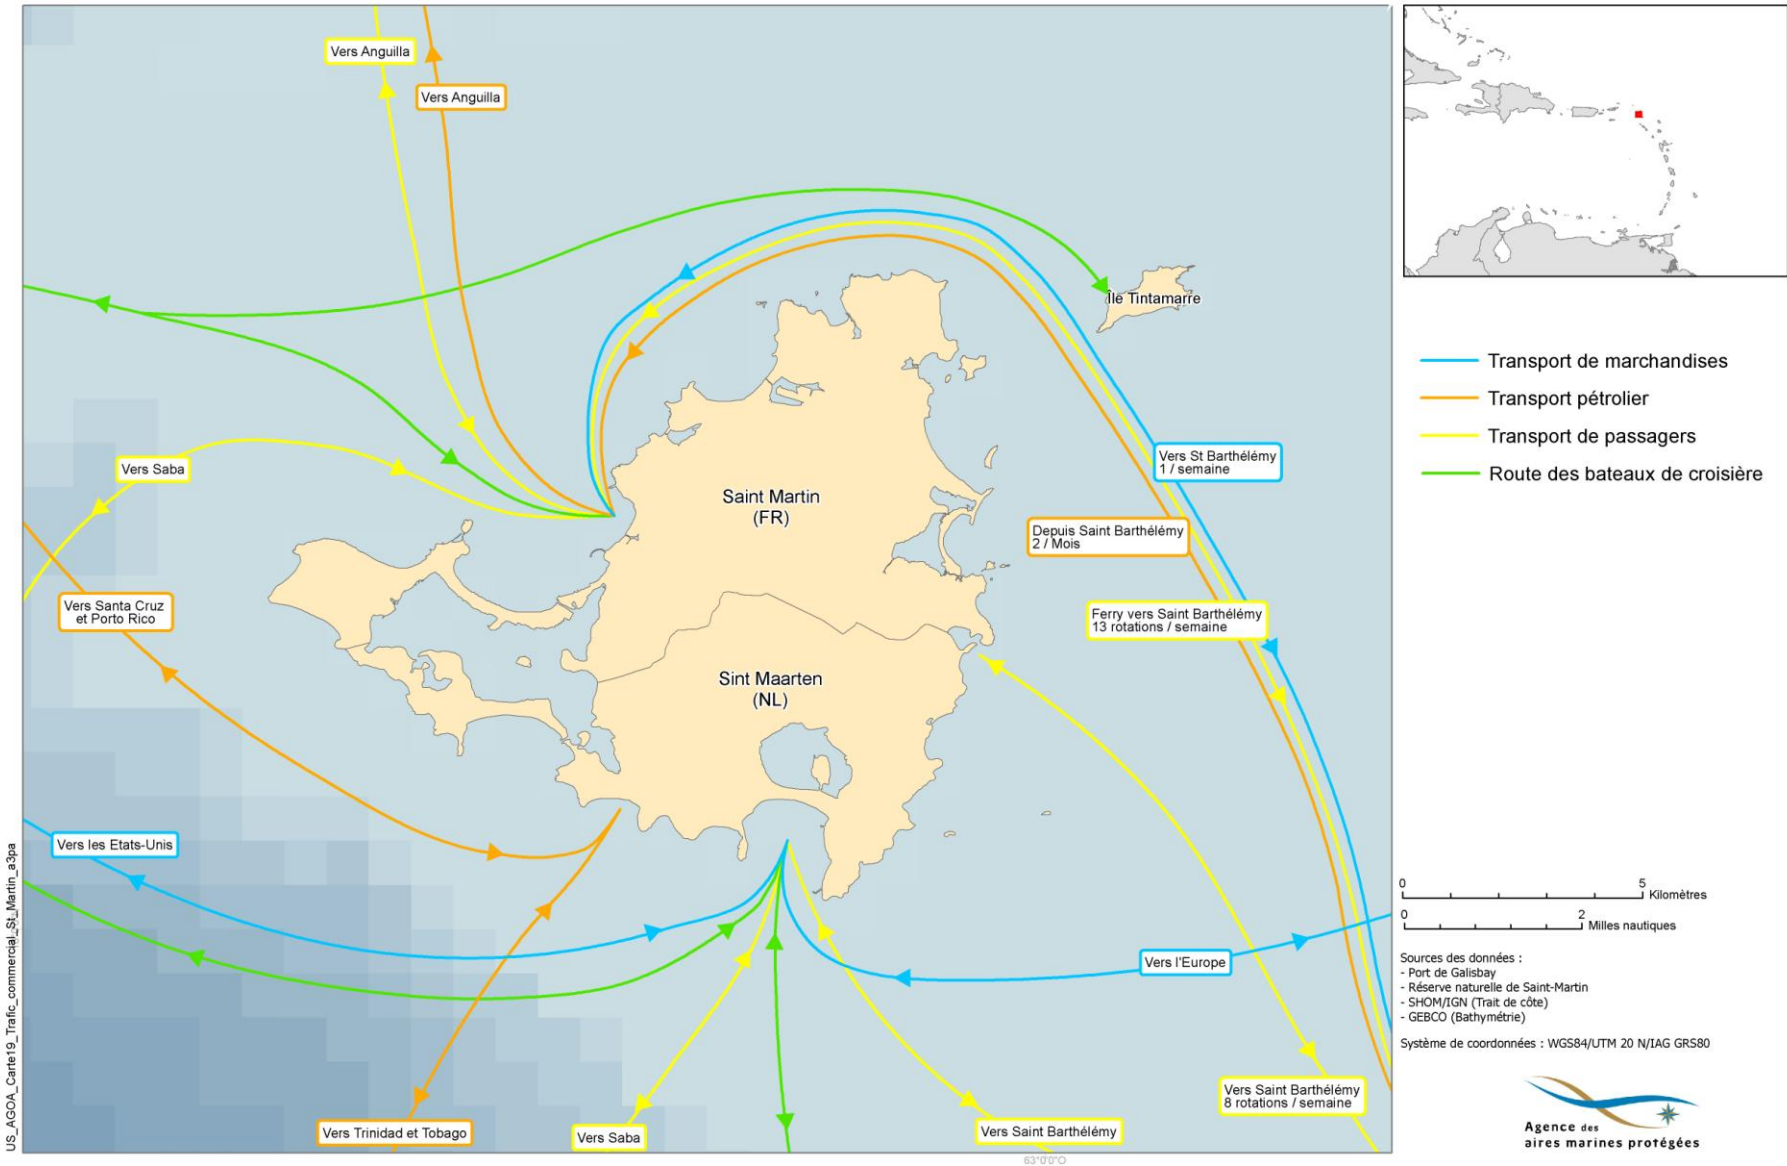 Vers Anguilla
Vers Anguilla
Île Tintamarre
Vers St Barthélémy
1 / semaine
Vers Saba
Saint Martin
(FR)
Depuis Saint Barthélémy
2 / Mois
Vers Santa Cruz
et Porto Rico
Ferry vers Saint Barthélémy
13 rotations / semaine
Sint Maarten
(NL)
Vers les Etats-Unis
Vers l'Europe
Vers Saint Barthélémy
8 rotations / semaine
Vers Trinidad et Tobago
Vers Saba
Vers Saint Barthélémy
63°0'0"O
US_AGOA_Carte19_Trafic_commercial_St_Martin_a3pa
Transport de marchandises
Transport pétrolier
Transport de passagers
Route des bateaux de croisière
0 5 Kilomètres
0 2 Milles nautiques
Sources des données :
- Port de Galisbay
- Réserve naturelle de Saint-Martin
- SHOM/IGN (Trait de côte)
- GEBCO (Bathymétrie)
Système de coordonnées : WGS84/UTM 20 N/IAG GRS80
Agence des
aires marines protégées